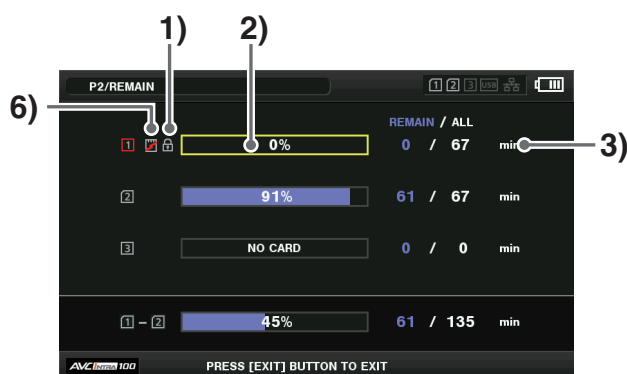 1) 2)
P2/REMAIN 1 2 3 USB
6)
REMAIN / ALL
1 0% 0 / 67 min 3)
2 91% 61 / 67 min
3 NO CARD 0 / 0 min
1 – 2 45% 61 / 135 min
AVC INTRA 100 PRESS [EXIT] BUTTON TO EXIT